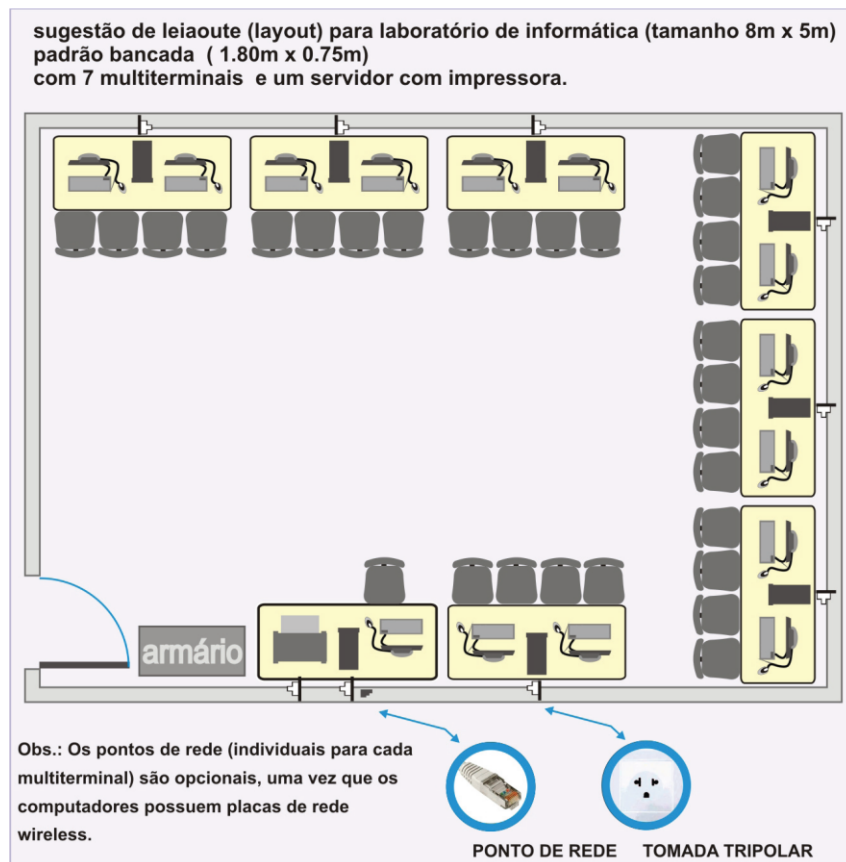 sugestão de leiaoute (layout) para laboratório de informática (tamanho 8m x 5m)
padrão bancada ( 1.80m x 0.75m)
com 7 multiterminais e um servidor com impressora.
armário
Obs.: Os pontos de rede (individuais para cada
multiterminal) são opcionais, uma vez que os
computadores possuem placas de rede
wireless.
PONTO DE REDE
TOMADA TRIPOLAR